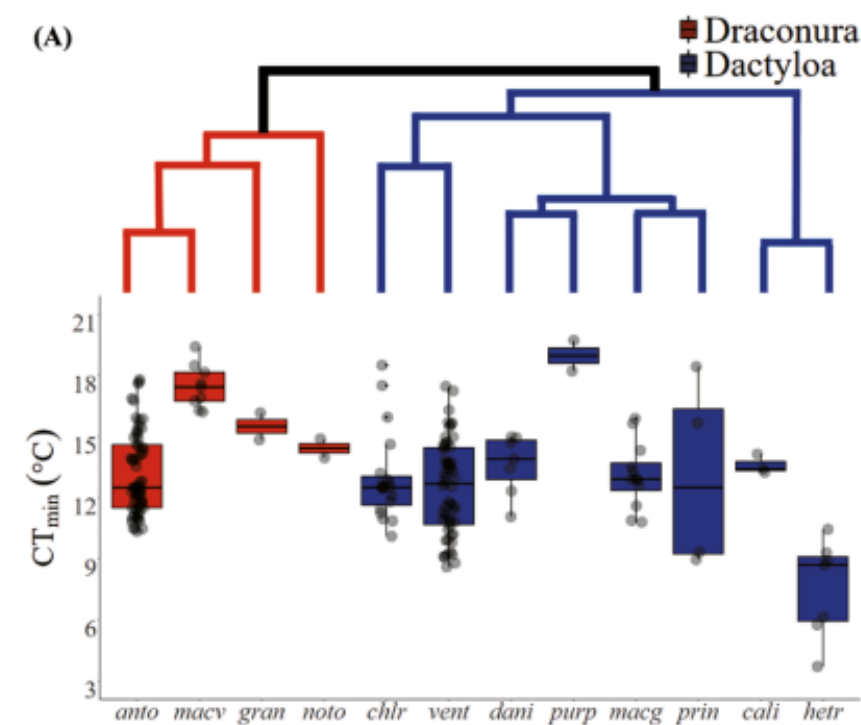 (A)
Draconura
Dactyloa
21
18
15
12
9
6
3
CTmin (°C)
anto macv gran noto chlr vent dani purp macg prin cali hetr